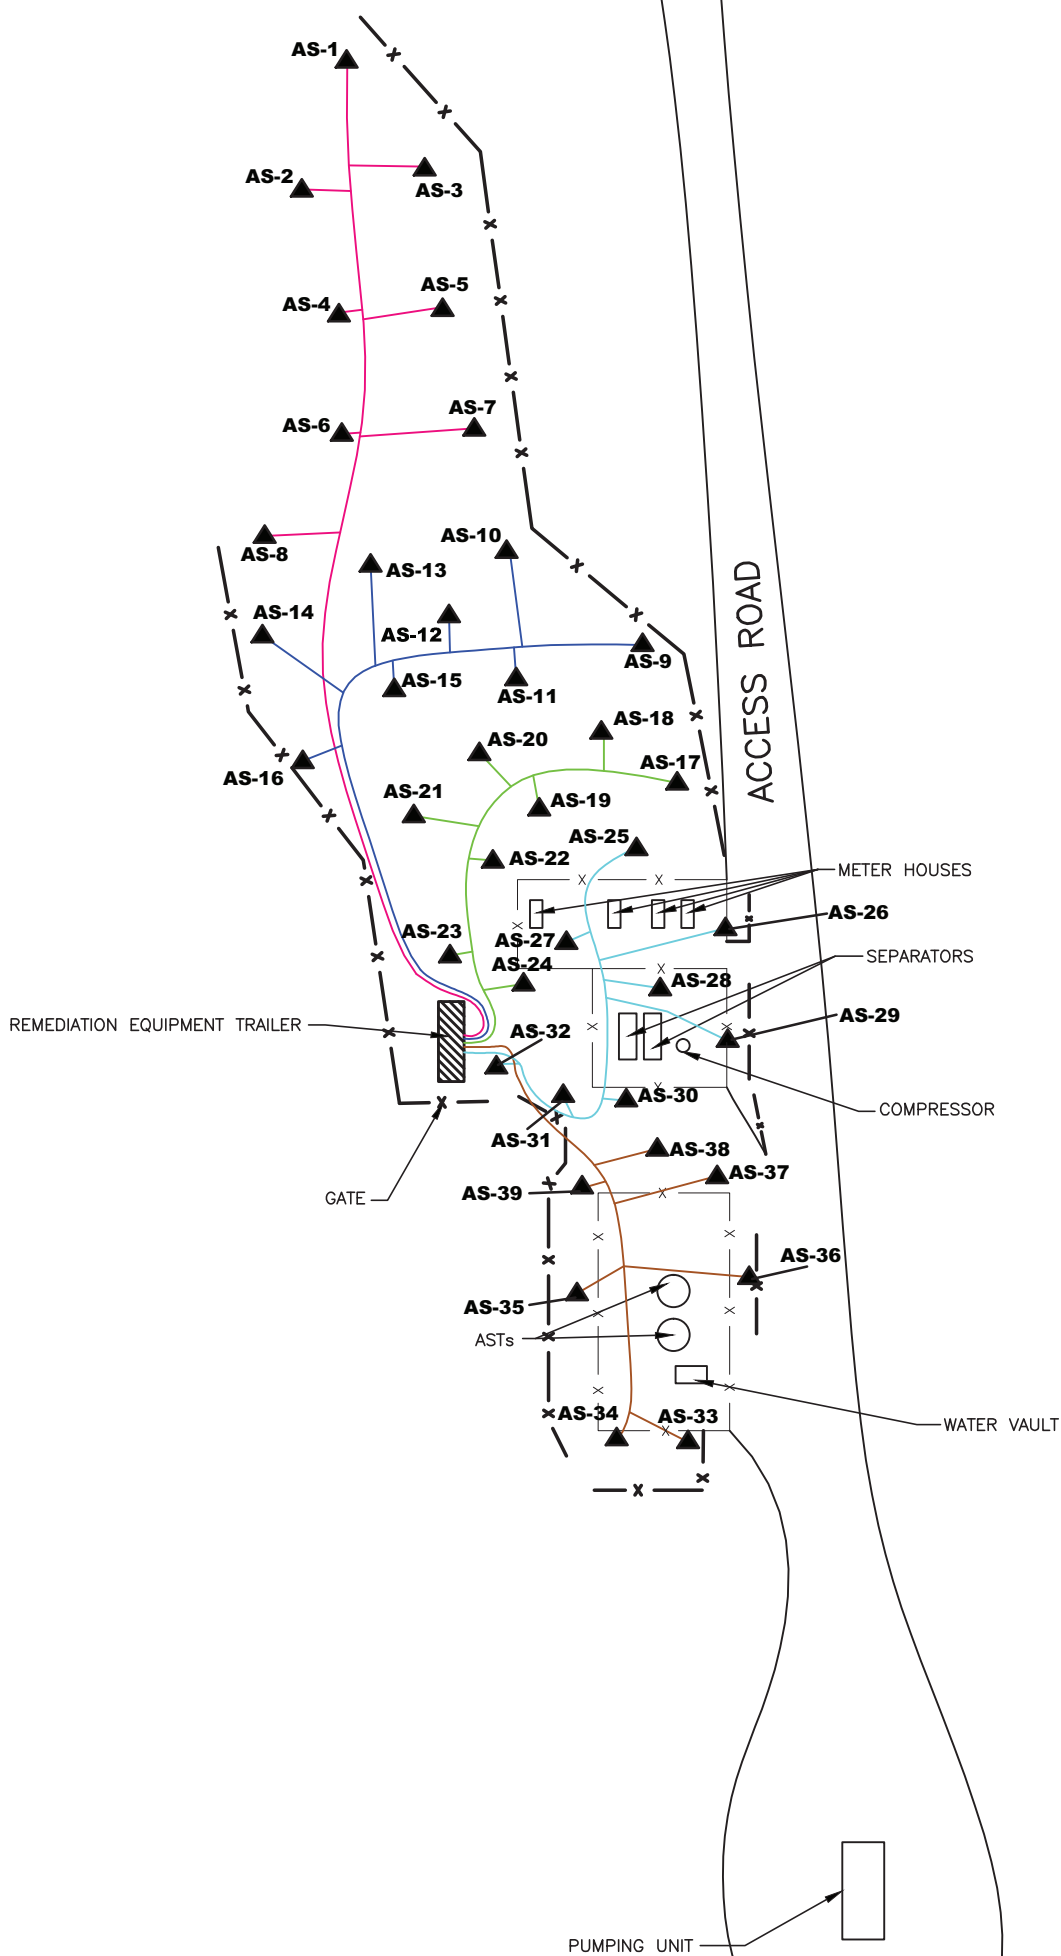 AS-1
AS-2
AS-3
AS-4
AS-5
AS-6
AS-7
AS-8
AS-10
AS-13
AS-14
AS-12
AS-9
AS-15
AS-11
AS-16
AS-18
AS-20
AS-17
AS-21
AS-19
AS-25
AS-22
METER HOUSES
AS-26
AS-23
AS-27
SEPARATORS
AS-24
AS-28
AS-29
REMEDIATION EQUIPMENT TRAILER
AS-32
AS-30
COMPRESSOR
AS-31
AS-38
AS-37
AS-39
GATE
AS-36
AS-35
ASTs
AS-34
AS-33
WATER VAULT
PUMPING UNIT
ACCESS ROAD